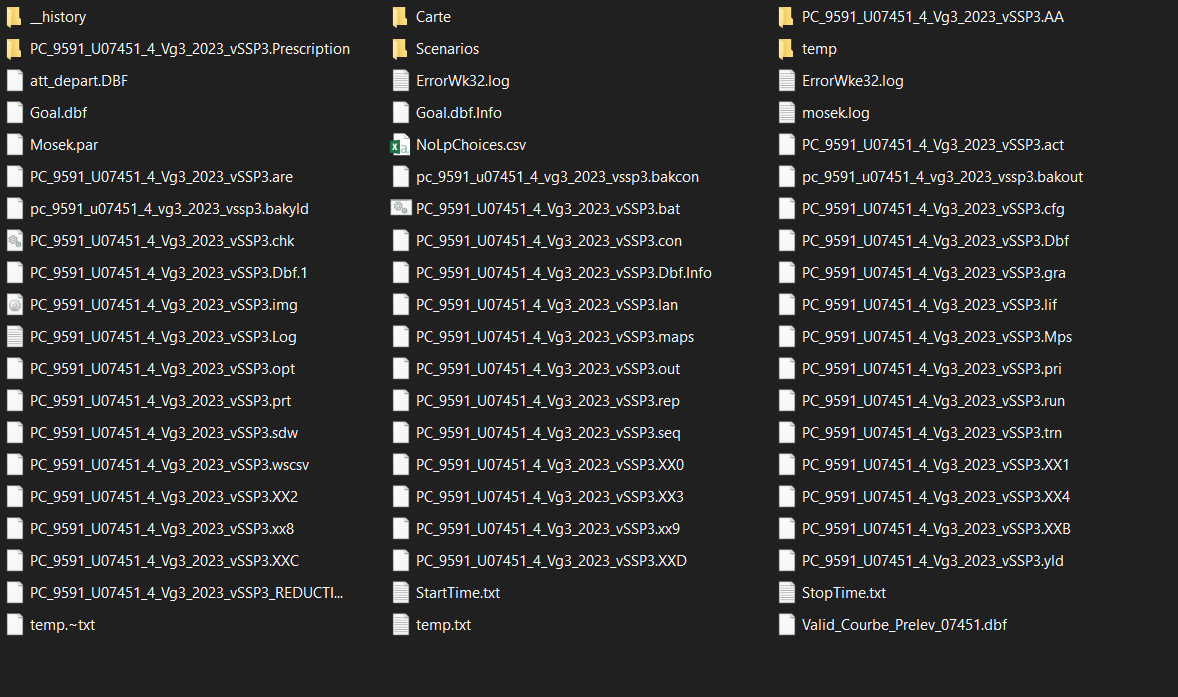 __history Carte PC_9591_U07451_4_Vg3_2023_vSSP3.AA
PC_9591_U07451_4_Vg3_2023_vSSP3.Prescription Scenarios temp
att_depart.DBF ErrorWk32.log ErrorWke32.log
Goal.dbf Goal.dbf.Info mosek.log
Mosek.par NoLpChoices.csv PC_9591_U07451_4_Vg3_2023_vSSP3.act
PC_9591_U07451_4_Vg3_2023_vSSP3.are pc_9591_u07451_4_vg3_2023_vssp3.bakcon pc_9591_u07451_4_vg3_2023_vssp3.bakout
pc_9591_u07451_4_vg3_2023_vssp3.bakyld PC_9591_U07451_4_Vg3_2023_vSSP3.bat PC_9591_U07451_4_Vg3_2023_vSSP3.cfg
PC_9591_U07451_4_Vg3_2023_vSSP3.chk PC_9591_U07451_4_Vg3_2023_vSSP3.con PC_9591_U07451_4_Vg3_2023_vSSP3.Dbf
PC_9591_U07451_4_Vg3_2023_vSSP3.Dbf.1 PC_9591_U07451_4_Vg3_2023_vSSP3.Dbf.Info PC_9591_U07451_4_Vg3_2023_vSSP3.gra
PC_9591_U07451_4_Vg3_2023_vSSP3.img PC_9591_U07451_4_Vg3_2023_vSSP3.lan PC_9591_U07451_4_Vg3_2023_vSSP3.lif
PC_9591_U07451_4_Vg3_2023_vSSP3.Log PC_9591_U07451_4_Vg3_2023_vSSP3.maps PC_9591_U07451_4_Vg3_2023_vSSP3.Mps
PC_9591_U07451_4_Vg3_2023_vSSP3.opt PC_9591_U07451_4_Vg3_2023_vSSP3.out PC_9591_U07451_4_Vg3_2023_vSSP3.pri
PC_9591_U07451_4_Vg3_2023_vSSP3.prt PC_9591_U07451_4_Vg3_2023_vSSP3.rep PC_9591_U07451_4_Vg3_2023_vSSP3.run
PC_9591_U07451_4_Vg3_2023_vSSP3.sdw PC_9591_U07451_4_Vg3_2023_vSSP3.seq PC_9591_U07451_4_Vg3_2023_vSSP3.trn
PC_9591_U07451_4_Vg3_2023_vSSP3.wscsv PC_9591_U07451_4_Vg3_2023_vSSP3.XX0 PC_9591_U07451_4_Vg3_2023_vSSP3.XX1
PC_9591_U07451_4_Vg3_2023_vSSP3.XX2 PC_9591_U07451_4_Vg3_2023_vSSP3.XX3 PC_9591_U07451_4_Vg3_2023_vSSP3.XX4
PC_9591_U07451_4_Vg3_2023_vSSP3.xx8 PC_9591_U07451_4_Vg3_2023_vSSP3.xx9 PC_9591_U07451_4_Vg3_2023_vSSP3.XXB
PC_9591_U07451_4_Vg3_2023_vSSP3.XXC PC_9591_U07451_4_Vg3_2023_vSSP3.XXD PC_9591_U07451_4_Vg3_2023_vSSP3.yld
PC_9591_U07451_4_Vg3_2023_vSSP3_REDUCTI... StartTime.txt StopTime.txt
temp.~txt temp.txt Valid_Courbe_Prelev_07451.dbf